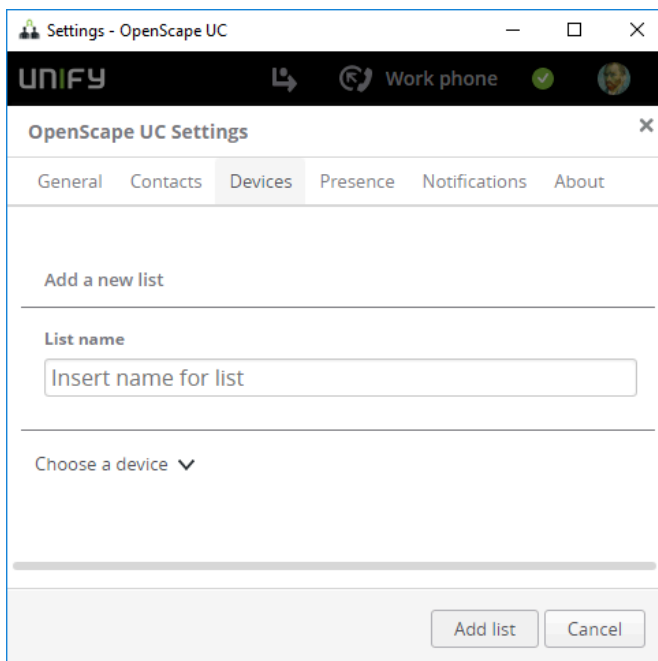 Settings - OpenScape UC
UNIFY
Work phone
OpenScape UC Settings
General Contacts Devices Presence Notifications About
Add a new list
List name
Insert name for list
Choose a device
Add list Cancel